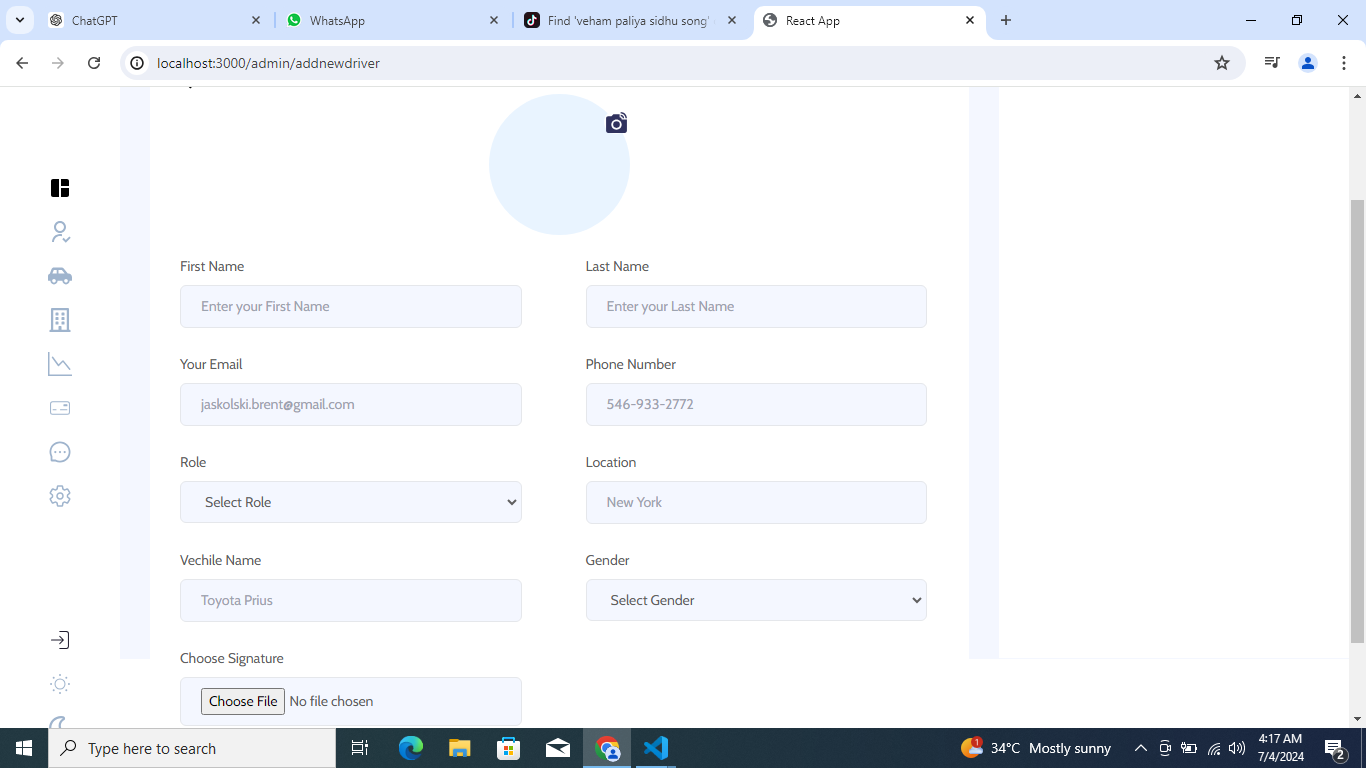 ChatGPT
WhatsApp
Find 'veham paliya sidhu song'
React App
localhost:3000/admin/addnewdriver
First Name
Last Name
Enter your First Name
Enter your Last Name
Your Email
Phone Number
jaskolski.brent@gmail.com
546-933-2772
Role
Location
Select Role
New York
Vechile Name
Gender
Toyota Prius
Select Gender
Choose Signature
Choose File No file chosen
Type here to search
1
34°C Mostly sunny
4:17 AM
7/4/2024
2